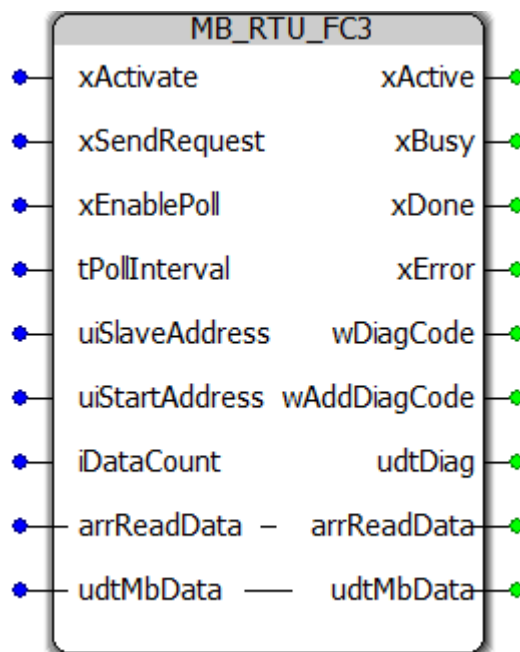 MB_RTU_FC3
xActivate xActive
xSendRequest xBusy
xEnablePoll xDone
tPollInterval xError
uiSlaveAddress wDiagCode
uiStartAddress wAddDiagCode
iDataCount udtDiag
arrReadData arrReadData
udtMbData udtMbData